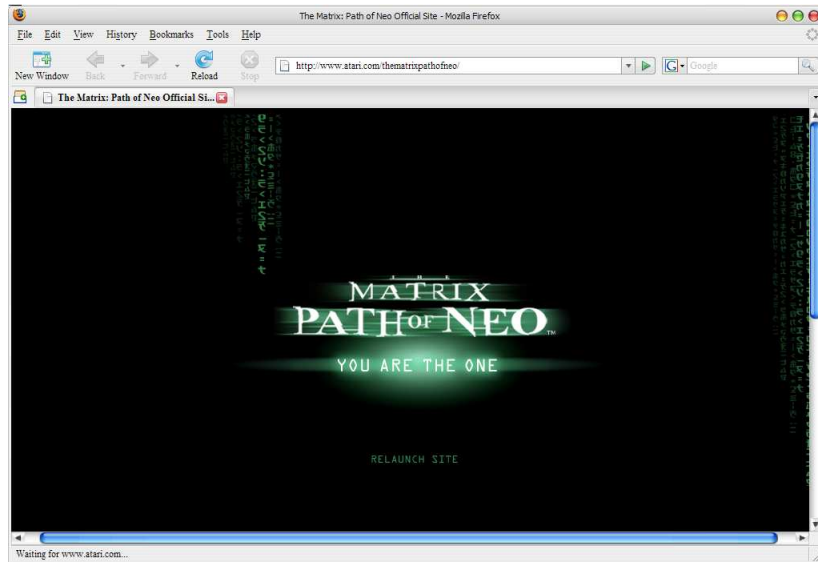 The Matrix: Path of Neo Official Site - Mozilla Firefox
File Edit View History Bookmarks Tools Help
New Window Back Forward Reload Stop http://www.atari.com/thematrixpathofneo/ G Google
The Matrix: Path of Neo Official Si...
THE
MATRIX
PATH OF NEO™
YOU ARE THE ONE
RELAUNCH SITE
Waiting for www.atari.com...